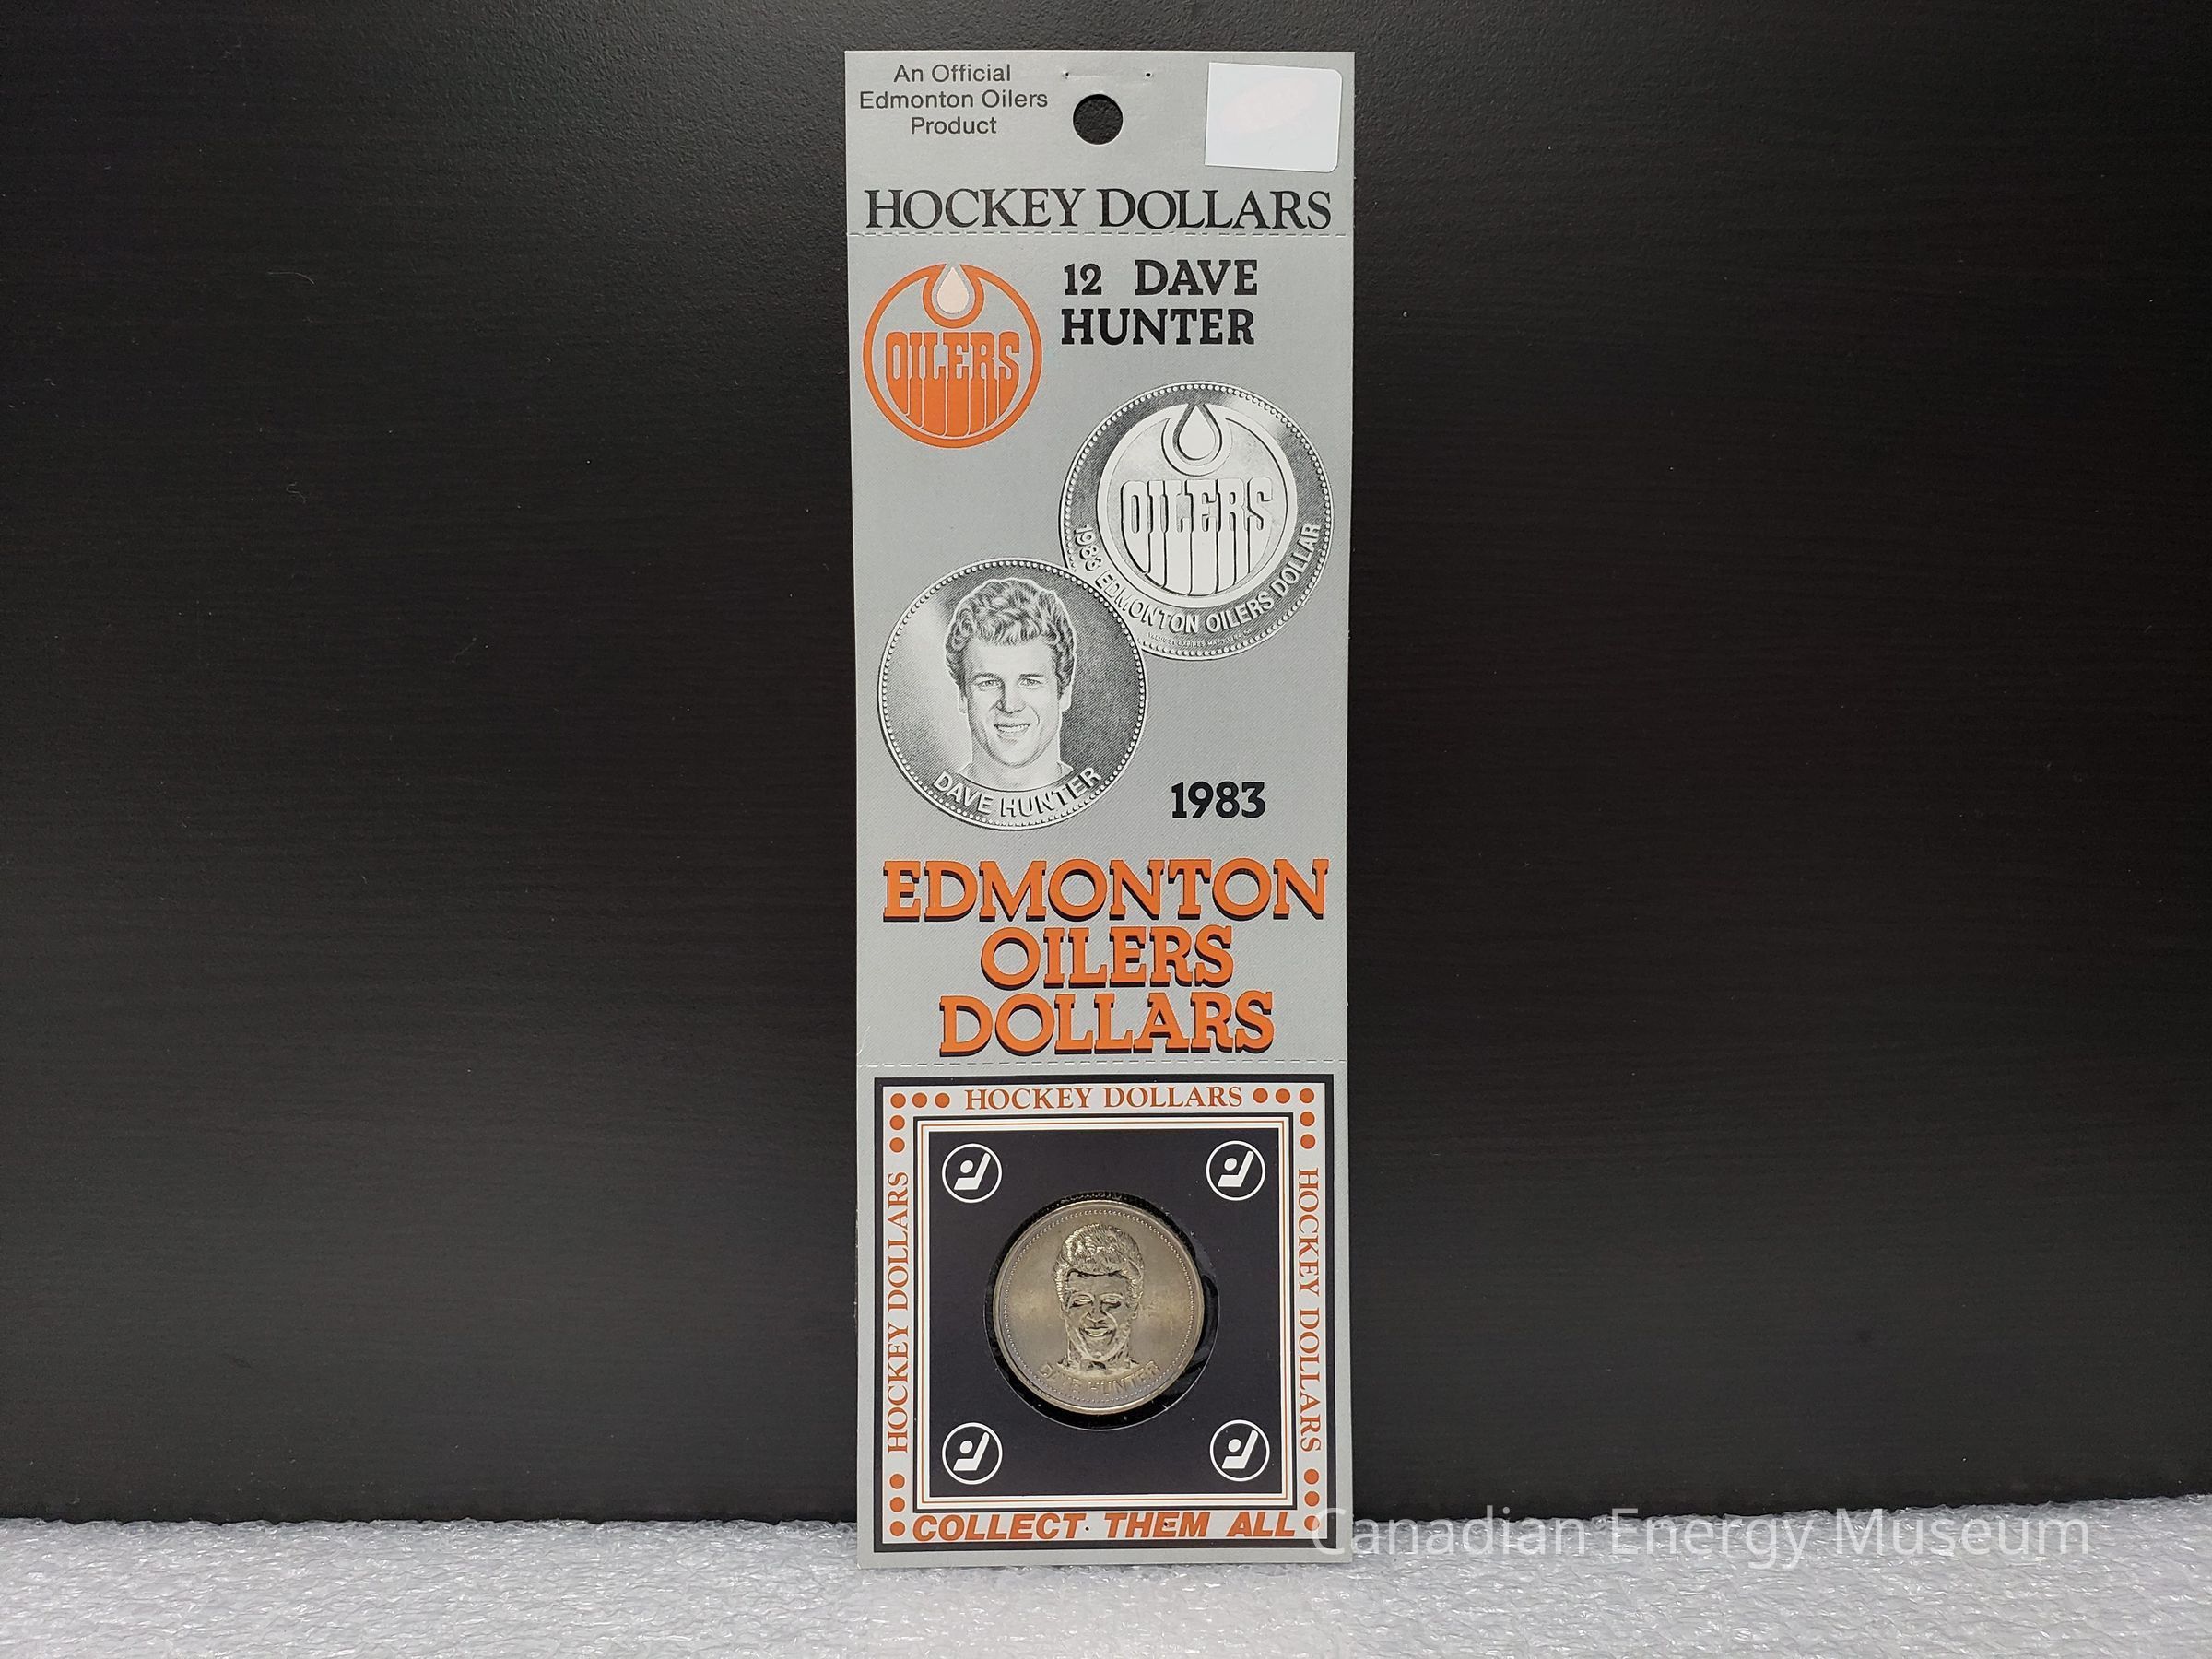 An Official
Edmonton Oilers
Product
HOCKEY DOLLARS
12 DAVE
HUNTER
OILERS
OILERS
1983 EDMONTON OILERS DOLLAR
DAVE HUNTER
1983
EDMONTON
OILERS
DOLLARS
HOCKEY DOLLARS
HOCKEY DOLLARS
HOCKEY DOLLARS
DAVE HUNTER
COLLECT THEM ALL
Canadian Energy Museum